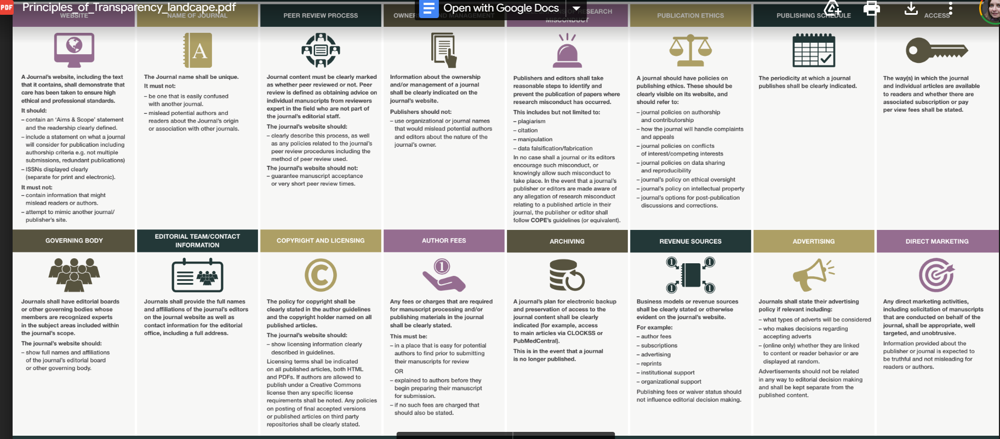 PDF
Principles_of_Transparency_landcape.pdf
Open with Google Docs
WEBSITE
A Journal's website, including the text
that it contains, shall demonstrate that
care has been taken to ensure high
ethical and professional standards.
It should:
– contain an 'Aims & Scope' statement
and the readership clearly defined.
– include a statement on what a journal
will consider for publication including
authorship criteria e.g. not multiple
submissions, redundant publications)
– ISSNs displayed clearly
(separate for print and electronic).
It must not:
– contain information that might
mislead readers or authors.
– attempt to mimic another journal/
publisher's site.
NAME OF JOURNAL
A
The Journal name shall be unique.
It must not:
– be one that is easily confused
with another journal.
– mislead potential authors and
readers about the Journal's origin
or association with other journals.
PEER REVIEW PROCESS
Journal content must be clearly marked
as whether peer reviewed or not. Peer
review is defined as obtaining advice on
individual manuscripts from reviewers
expert in the field who are not part of
the journal's editorial staff.
The journal's website should:
– clearly describe this process, as well
as any policies related to the journal's
peer review procedures including the
method of peer review used.
The journal's website should not:
– guarantee manuscript acceptance
or very short peer review times.
MANAGEMENT
Information about the ownership
and/or management of a journal
shall be clearly indicated on the
journal's website.
Publishers should not:
– use organizational or journal names
that would mislead potential authors
and editors about the nature of the
journal's owner.
OF RESEARCH
MISCONDUCT
Publishers and editors shall take
reasonable steps to identify and
prevent the publication of papers where
research misconduct has occurred.
This includes but not limited to:
– plagiarism
– citation
– manipulation
– data falsification/fabrication
In no case shall a journal or its editors
encourage such misconduct, or
knowingly allow such misconduct to
take place. In the event that a journal's
publisher or editors are made aware of
any allegation of research misconduct
relating to a published article in their
journal, the publisher or editor shall
follow COPE's guidelines (or equivalent).
PUBLICATION ETHICS
A journal should have policies on
publishing ethics. These should be
clearly visible on its website, and
should refer to:
– journal policies on authorship
and contributorship
– how the journal will handle complaints
and appeals
– journal policies on conflicts
of interest/competing interests
– journal policies on data sharing
and reproducibility
– journal's policy on ethical oversight
– journal's policy on intellectual property
– journal's options for post-publication
discussions and corrections.
PUBLISHING SCHEDULE
The periodicity at which a journal
publishes shall be clearly indicated.
ACCESS
The way(s) in which the journal
and individual articles are available
to readers and whether there are
associated subscription or pay
per view fees shall be stated.
GOVERNING BODY
Journals shall have editorial boards
or other governing bodies whose
members are recognized experts
in the subject areas included within
the journal's scope.
The journal's website should:
– show full names and affiliations
of the journal's editorial board
or other governing body.
EDITORIAL TEAM/CONTACT
INFORMATION
Journals shall provide the full names
and affiliations of the journal's editors
on the journal website as well as
contact information for the editorial
office, including a full address.
COPYRIGHT AND LICENSING
C
The policy for copyright shall be
clearly stated in the author guidelines
and the copyright holder named on all
published articles.
The journal's website should:
– show licensing information clearly
described in guidelines.
Licensing terms shall be indicated
on all published articles, both HTML
and PDFs. If authors are allowed to
publish under a Creative Commons
license then any specific license
requirements shall be noted. Any policies
on posting of final accepted versions
or published articles on third party
repositories shall be clearly stated.
AUTHOR FEES
1
Any fees or charges that are required
for manuscript processing and/or
publishing materials in the journal
shall be clearly stated.
This must be:
– in a place that is easy for potential
authors to find prior to submitting
their manuscripts for review
OR
– explained to authors before they
begin preparing their manuscript
for submission.
– if no such fees are charged that
should also be stated.
ARCHIVING
A journal's plan for electronic backup
and preservation of access to the
journal content shall be clearly
indicated (for example, access
to main articles via CLOCKSS or
PubMedCentral).
This is in the event that a journal
is no longer published.
REVENUE SOURCES
1 1
1 1
Business models or revenue sources
shall be clearly stated or otherwise
evident on the journal's website.
For example:
– author fees
– subscriptions
– advertising
– reprints
– institutional support
– organizational support
Publishing fees or waiver status should
not influence editorial decision making.
ADVERTISING
Journals shall state their advertising
policy if relevant including:
– what types of adverts will be considered
– who makes decisions regarding
accepting adverts
– (online only) whether they are linked
to content or reader behavior or are
displayed at random.
Advertisements should not be related
in any way to editorial decision making
and shall be kept separate from the
published content.
DIRECT MARKETING
Any direct marketing activities,
including solicitation of manuscripts
that are conducted on behalf of the
journal, shall be appropriate, well
targeted, and unobtrusive.
Information provided about the
publisher or journal is expected to
be truthful and not misleading for
readers or authors.